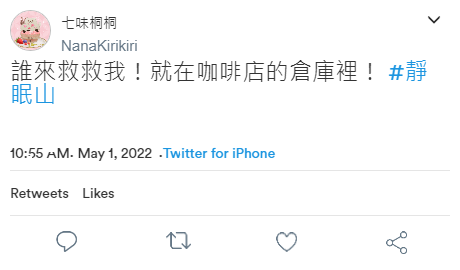 七味桐桐
NanaKirikiri
誰來救救我！就在咖啡店的倉庫裡！ #靜
眠山
10:55 AM. May 1, 2022 .Twitter for iPhone
Retweets Likes